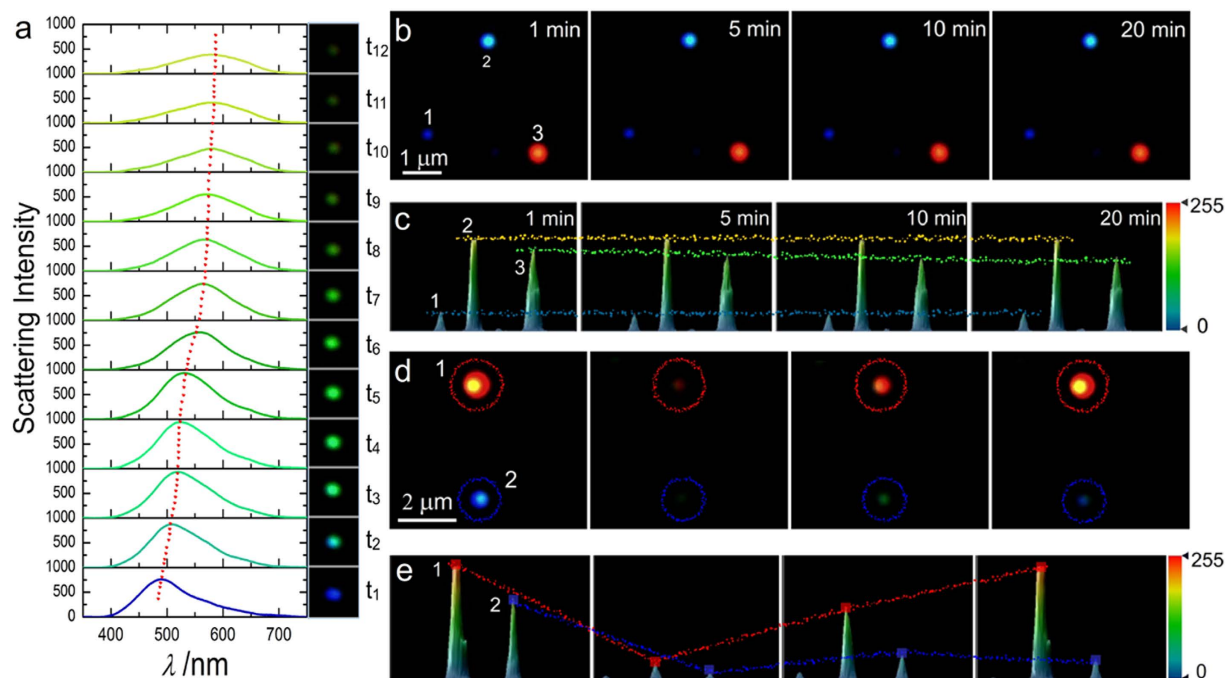 a
Scattering Intensity
1000
500
1000
500
1000
500
1000
500
1000
500
1000
500
1000
500
1000
500
1000
500
1000
500
1000
500
1000
500
0
400 500 600 700
λ /nm
t12
t11
t10
t9
t8
t7
t6
t5
t4
t3
t2
t1
b
1 min
5 min
10 min
20 min
2
1
3
1 μm
c
1 min
5 min
10 min
20 min
2
3
1
255
0
d
1
2
2 μm
e
1
2
255
0